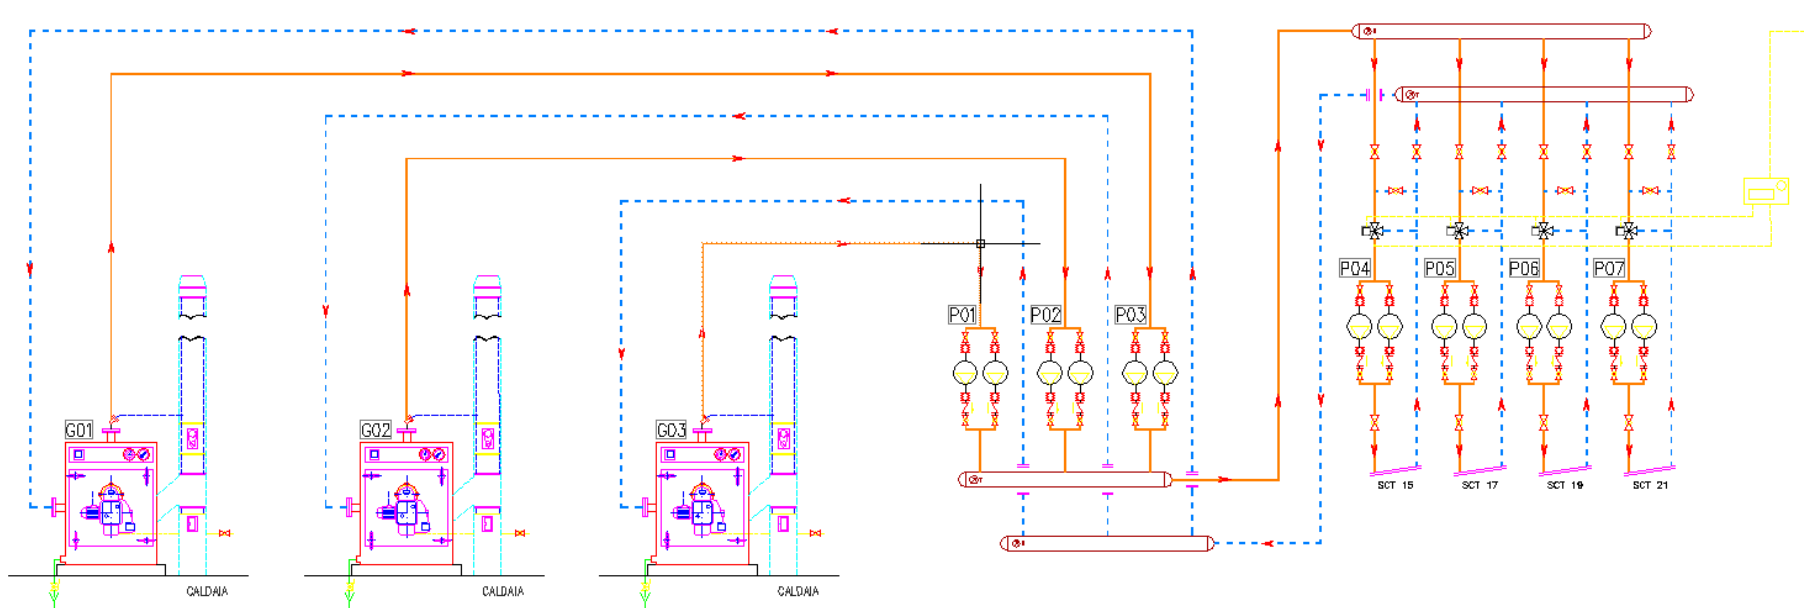 P04
P05
P06
P07
P01
P02
P03
G01
G02
G03
SCT 15
SCT 17
SCT 19
SCT 21
CALDAIA
CALDAIA
CALDAIA